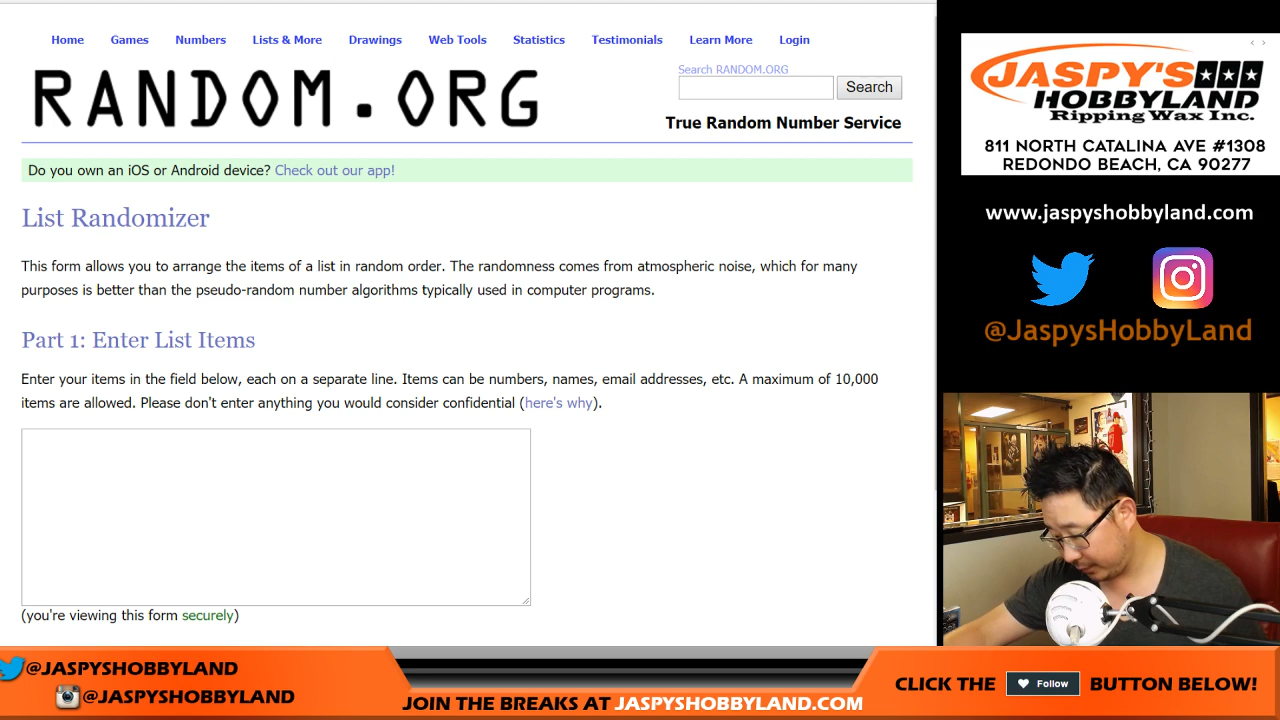 Home Games Numbers Lists & More Drawings Web Tools Statistics Testimonials Learn More Login
RANDOM.ORG
Search RANDOM.ORG
Search
True Random Number Service
Do you own an iOS or Android device? Check out our app!
List Randomizer
This form allows you to arrange the items of a list in random order. The randomness comes from atmospheric noise, which for many
purposes is better than the pseudo-random number algorithms typically used in computer programs.
Part 1: Enter List Items
Enter your items in the field below, each on a separate line. Items can be numbers, names, email addresses, etc. A maximum of 10,000
items are allowed. Please don't enter anything you would consider confidential (here's why).
(you're viewing this form securely)
JASPY'S
HOBBYLAND
Ripping Wax Inc.
811 NORTH CATALINA AVE #1308
REDONDO BEACH, CA 90277
www.jaspyshobbyland.com
@JaspysHobbyLand
@JASPYSHOBBYLAND
@JASPYSHOBBYLAND
JOIN THE BREAKS AT JASPYSHOBBYLAND.COM
CLICK THE Follow BUTTON BELOW!